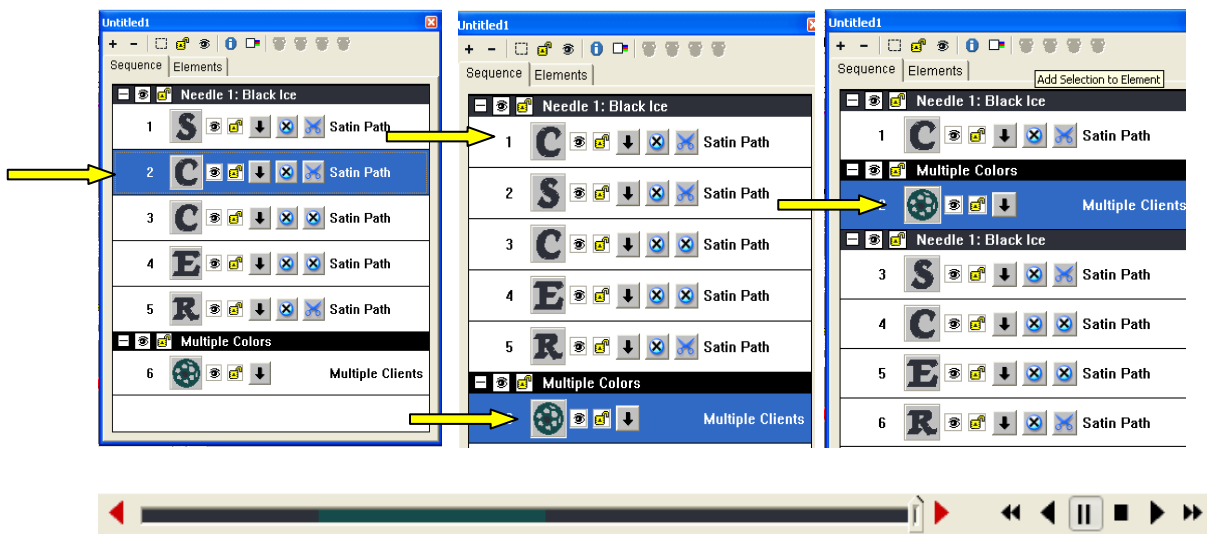 Untitled1
Sequence Elements
Needle 1: Black Ice
1 S Satin Path
2 C Satin Path
3 C Satin Path
4 E Satin Path
5 R Satin Path
Multiple Colors
6 Multiple Clients
Untitled1
Sequence Elements
Needle 1: Black Ice
1 C Satin Path
2 S Satin Path
3 C Satin Path
4 E Satin Path
5 R Satin Path
Multiple Colors
Multiple Clients
Untitled1
Sequence Elements
Add Selection to Element
Needle 1: Black Ice
1 C Satin Path
Multiple Colors
Multiple Clients
Needle 1: Black Ice
3 S Satin Path
4 C Satin Path
5 E Satin Path
6 R Satin Path